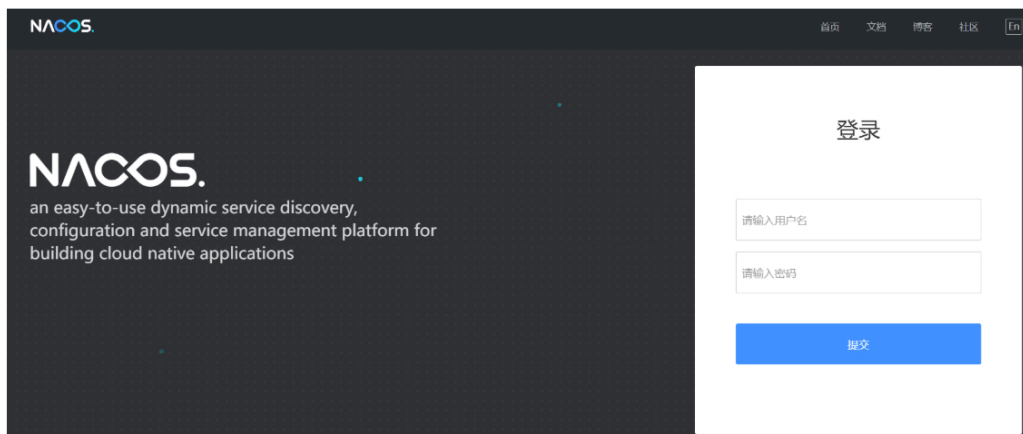 NACOS.
首页 文档 博客 社区 En
NACOS.
an easy-to-use dynamic service discovery,
configuration and service management platform for
building cloud native applications
登录
请输入用户名
请输入密码
提交